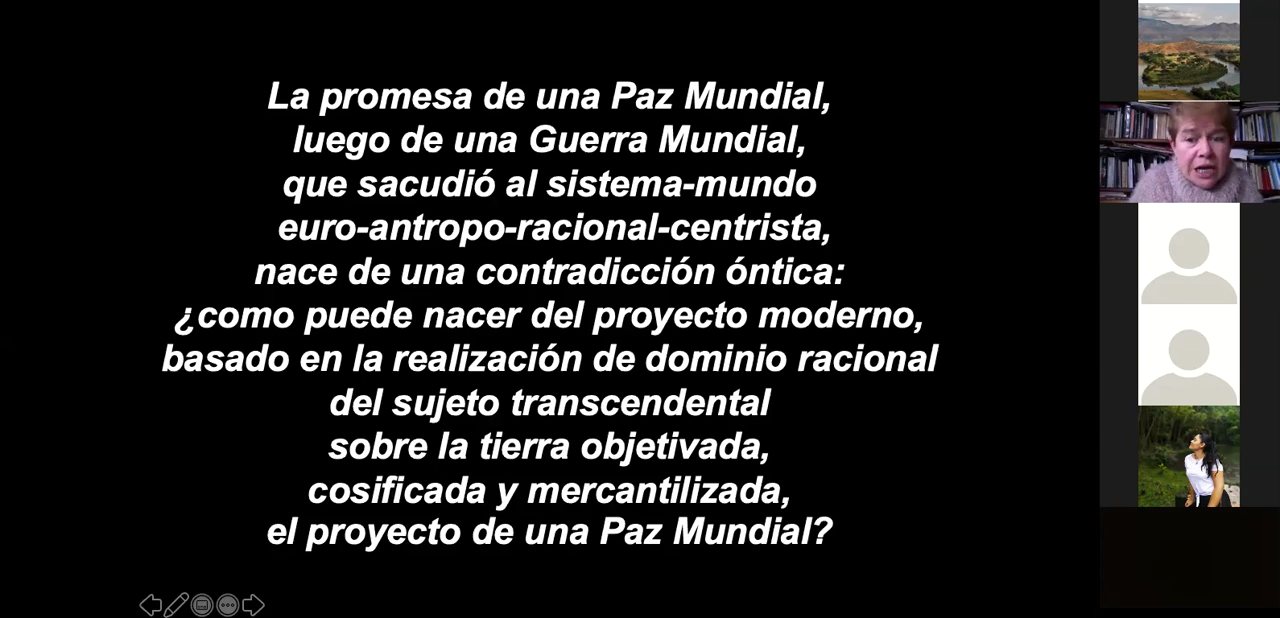 La promesa de una Paz Mundial,
luego de una Guerra Mundial,
que sacudió al sistema-mundo
euro-antropo-racional-centrista,
nace de una contradicción óntica:
¿como puede nacer del proyecto moderno,
basado en la realización de dominio racional
del sujeto transcendental
sobre la tierra objetivada,
cosificada y mercantilizada,
el proyecto de una Paz Mundial?